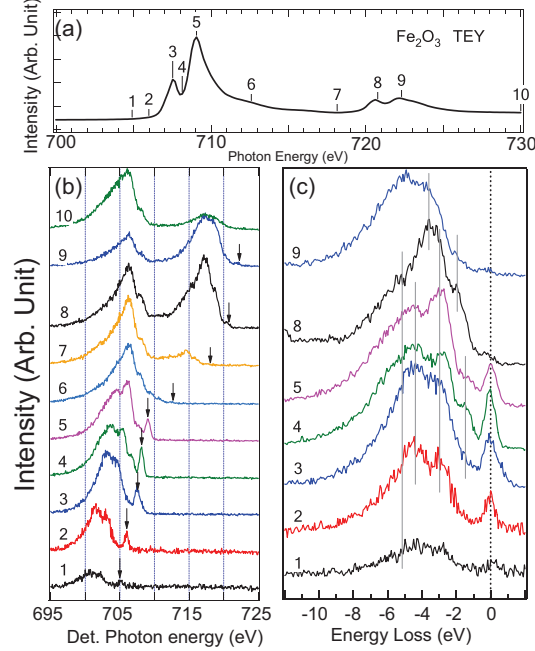 (a)
Fe2O3 TEY
Intensity (Arb. Unit)
1 2 3 4 5 6 7 8 9 10
700 710 720 730
Photon Energy (eV)
(b)
10
9
8
7
6
5
4
3
2
1
Intensity (Arb. Unit)
695 705 715 725
Det. Photon energy (eV)
(c)
9
8
5
4
3
2
1
-12 -10 -8 -6 -4 -2 0
Energy Loss (eV)